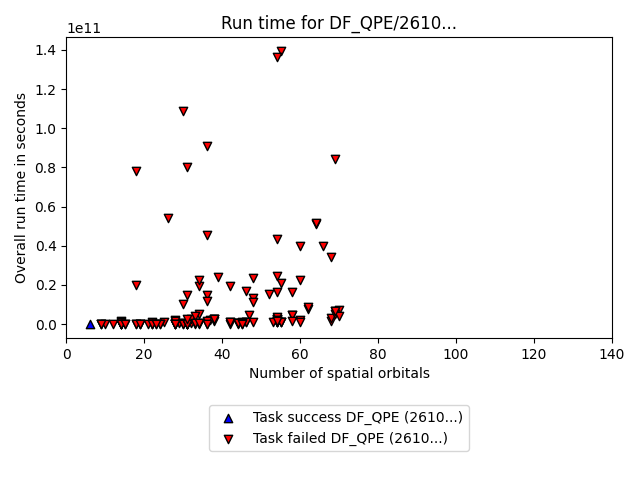 Run time for DF_QPE/2610...
1e11
1.4
1.2
1.0
0.8
0.6
0.4
0.2
0.0
Overall run time in seconds
0 20 40 60 80 100 120 140
Number of spatial orbitals
Task success DF_QPE (2610...)
Task failed DF_QPE (2610...)